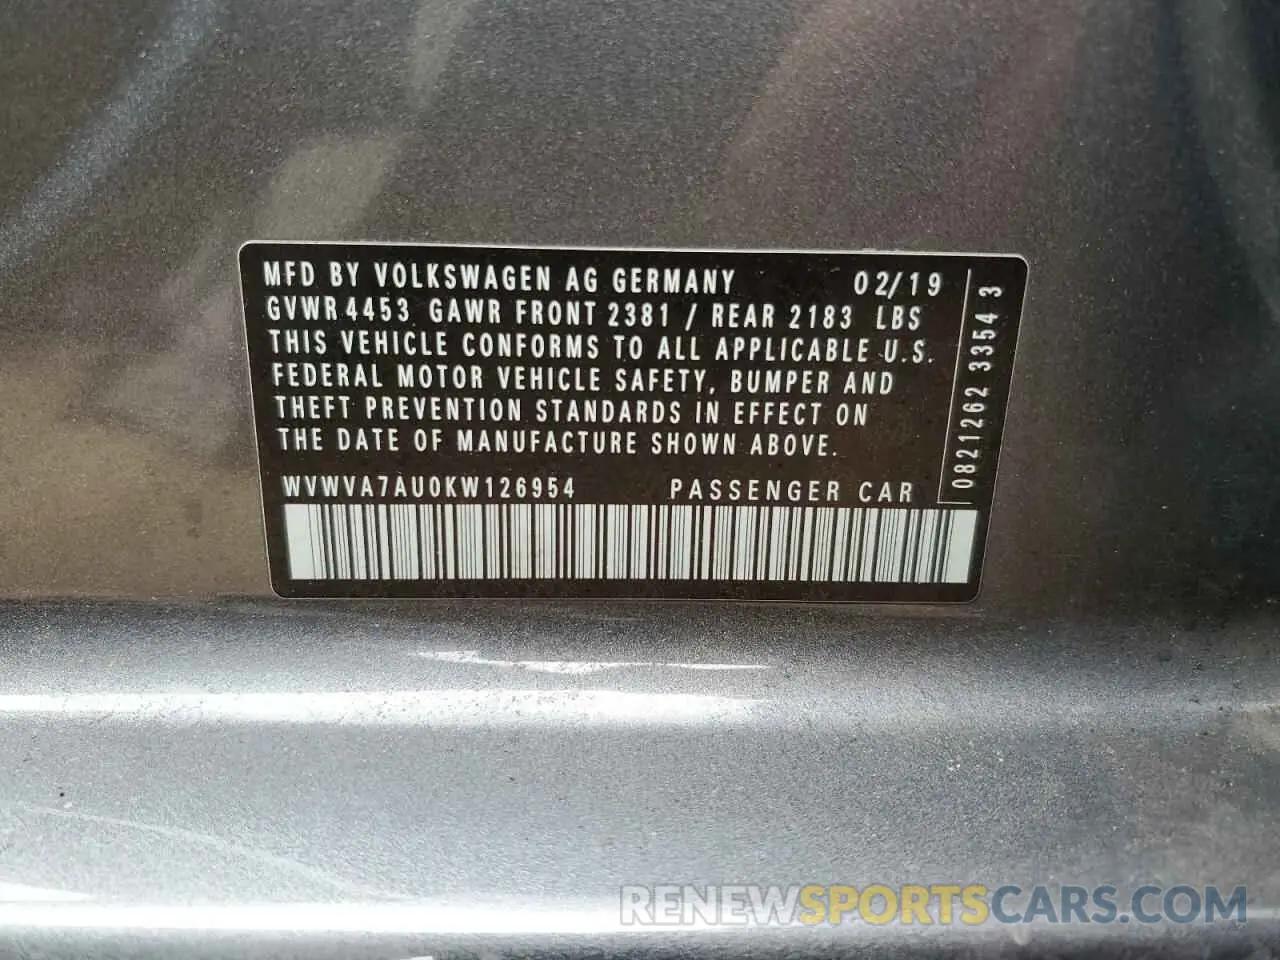 MFD BY VOLKSWAGEN AG GERMANY 02/19
GVWR 4453 GAWR FRONT 2381 / REAR 2183 LBS
THIS VEHICLE CONFORMS TO ALL APPLICABLE U.S.
FEDERAL MOTOR VEHICLE SAFETY, BUMPER AND
THEFT PREVENTION STANDARDS IN EFFECT ON
THE DATE OF MANUFACTURE SHOWN ABOVE.
WVWVA7AU0KW126954 PASSENGER CAR
0821262 3354 3
RENEWSPORTSCARS.COM